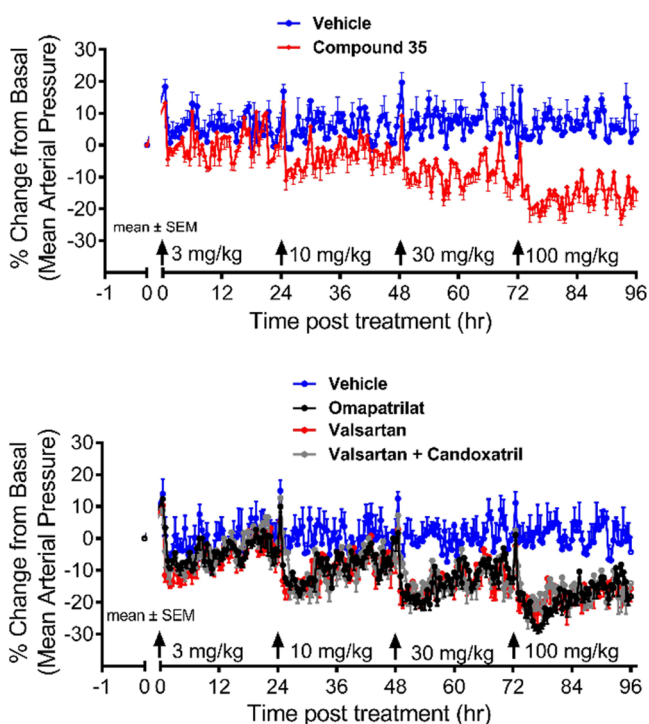 Vehicle
Compound 35
% Change from Basal
(Mean Arterial Pressure)
30
20
10
0
-10
-20
-30
mean ± SEM
3 mg/kg
10 mg/kg
30 mg/kg
100 mg/kg
-1
0
0
12
24
36
48
60
72
84
96
Time post treatment (hr)
Vehicle
Omapatrilat
Valsartan
Valsartan + Candoxatril
% Change from Basal
(Mean Arterial Pressure)
30
20
10
0
-10
-20
-30
mean ± SEM
3 mg/kg
10 mg/kg
30 mg/kg
100 mg/kg
-1
0
0
12
24
36
48
60
72
84
96
Time post treatment (hr)